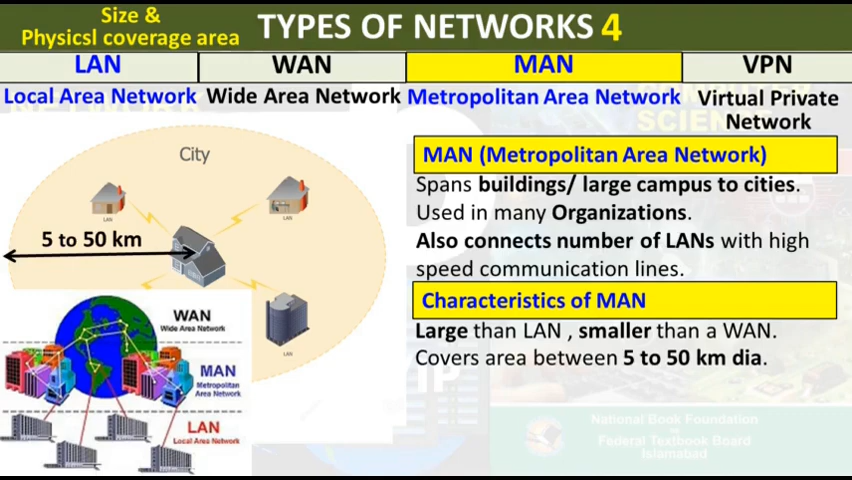 Size &
Physicsl coverage area
TYPES OF NETWORKS 4
LAN
WAN
MAN
VPN
Local Area Network
Wide Area Network
Metropolitan Area Network
Virtual Private
Network
City
LAN
LAN
5 to 50 km
LAN
WAN
Wide Area Network
MAN
Metropolitan
Area Network
LAN
Local Area Network
MAN (Metropolitan Area Network)
Spans buildings/ large campus to cities.
Used in many Organizations.
Also connects number of LANs with high
speed communication lines.
Characteristics of MAN
Large than LAN , smaller than a WAN.
Covers area between 5 to 50 km dia.
National Book Foundation
Federal Textbook Board
Islamabad